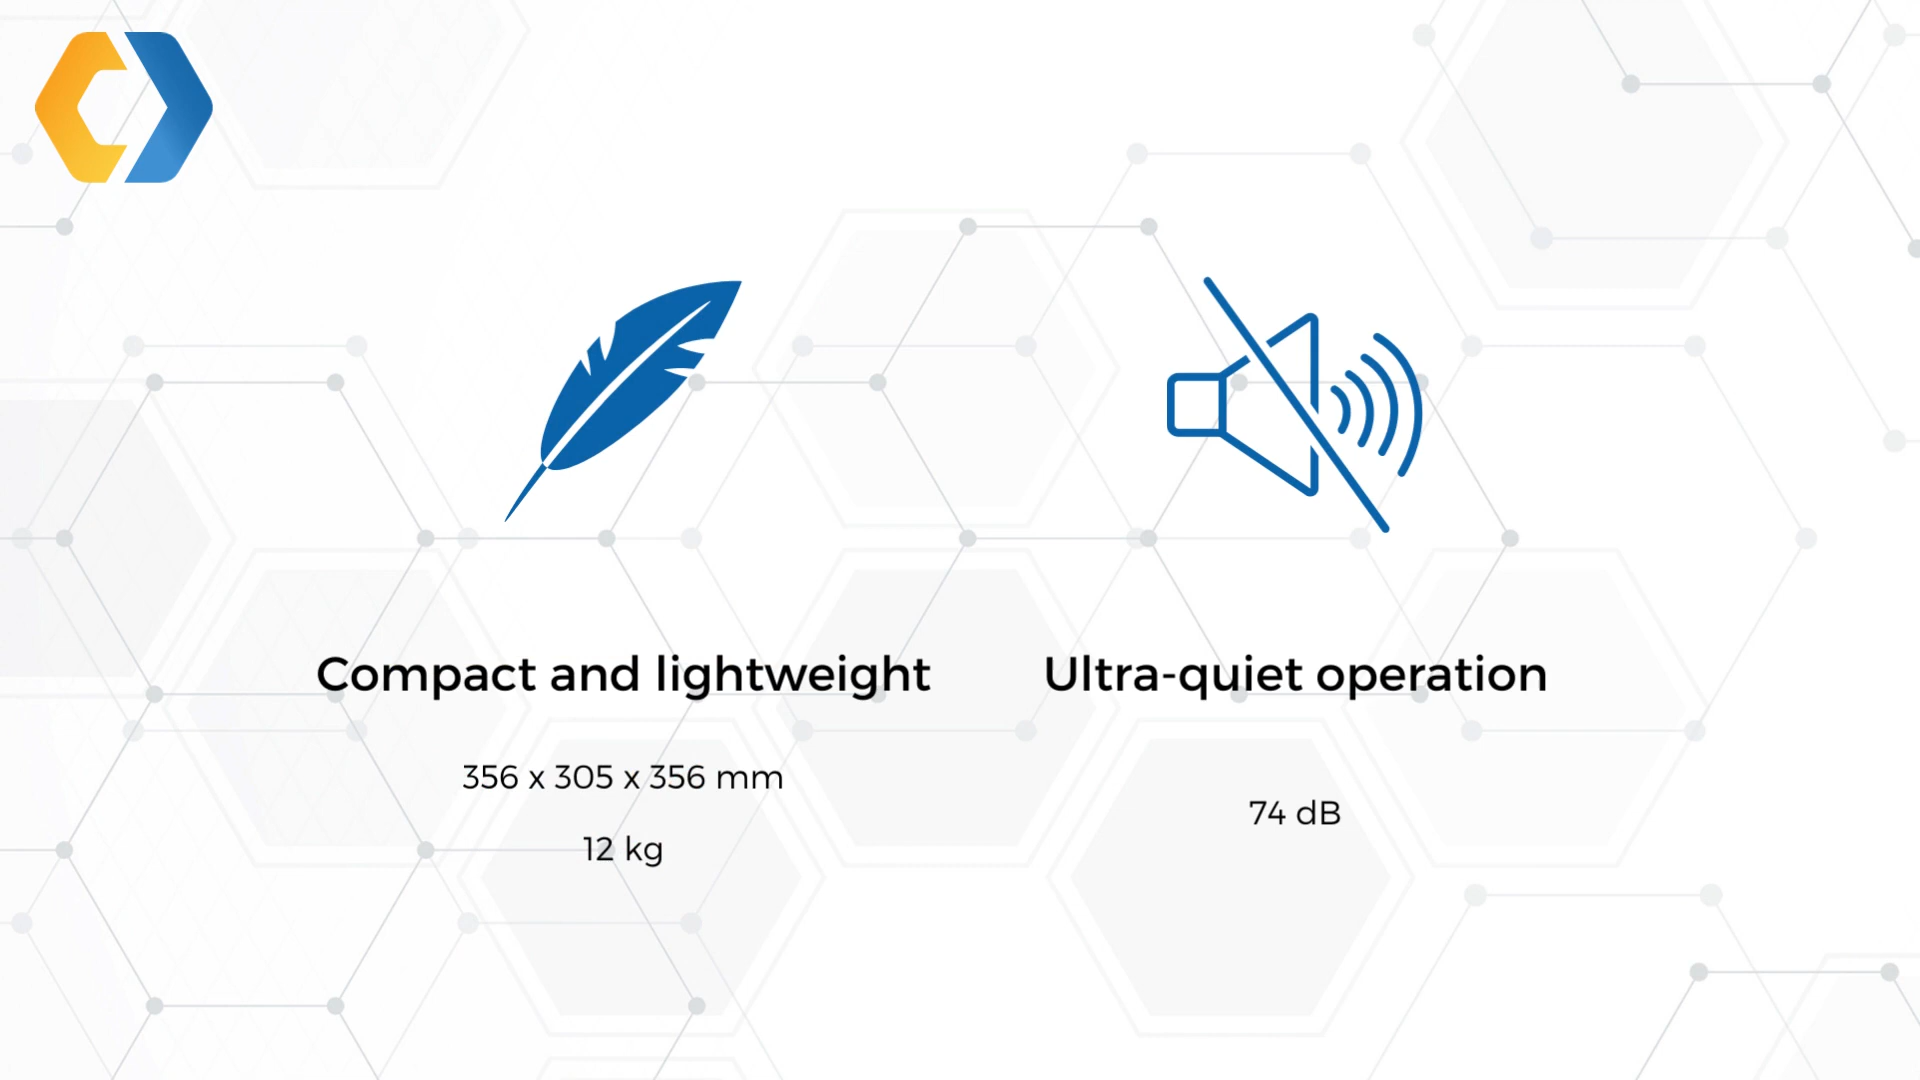 Compact and lightweight
356 x 305 x 356 mm
12 kg
Ultra-quiet operation
74 dB